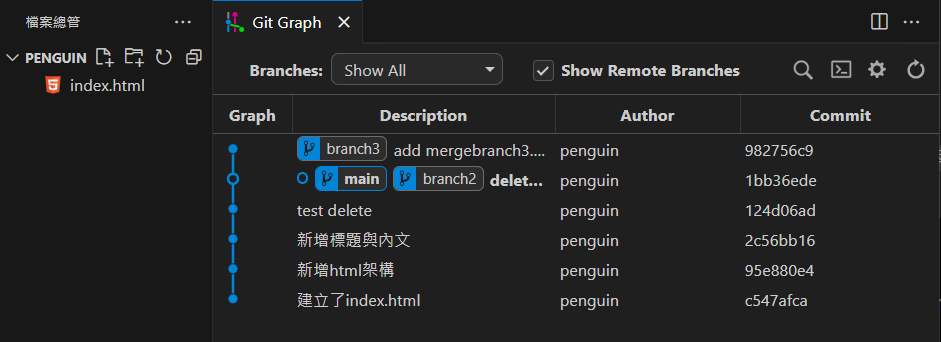 檔案總管
Git Graph
PENGUIN
index.html
Branches: Show All Show Remote Branches
Graph Description Author Commit
branch3 add mergebranch3.... penguin 982756c9
main branch2 delet... penguin 1bb36ede
test delete penguin 124d06ad
新增標題與內文 penguin 2c56bb16
新增html架構 penguin 95e880e4
建立了index.html penguin c547afca